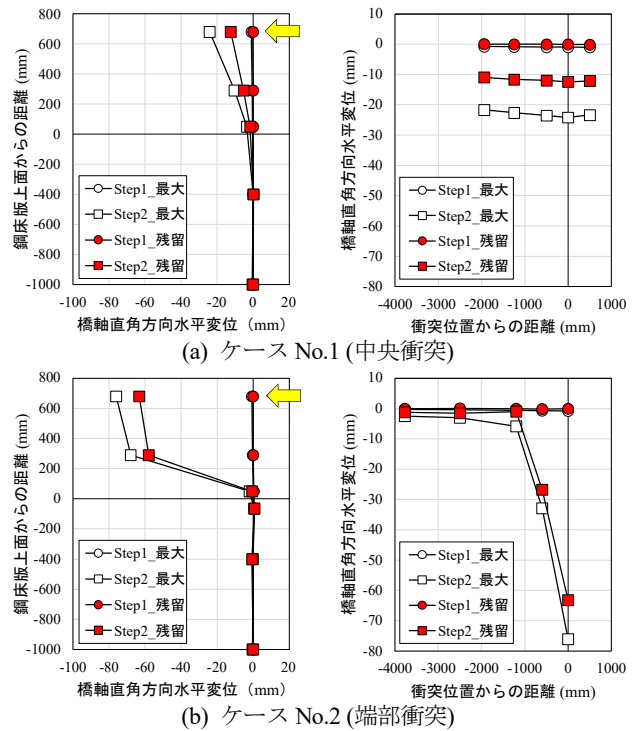 鋼床版上面からの距離 (mm)
800
600
400
200
0
-200
-400
-600
-800
-1000
Step1_最大
Step2_最大
Step1_残留
Step2_残留
-100 -80 -60 -40 -20 0 20
橋軸直角方向水平変位 (mm)
橋軸直角方向水平変位 (mm)
10
0
-10
-20
-30
-40
-50
-60
-70
-80
Step1_最大
Step2_最大
Step1_残留
Step2_残留
-4000 -3000 -2000 -1000 0 1000
衝突位置からの距離 (mm)
(a) ケース No.1 (中央衝突)
鋼床版上面からの距離 (mm)
800
600
400
200
0
-200
-400
-600
-800
-1000
Step1_最大
Step2_最大
Step1_残留
Step2_残留
-100 -80 -60 -40 -20 0 20
橋軸直角方向水平変位 (mm)
橋軸直角方向水平変位 (mm)
10
0
-10
-20
-30
-40
-50
-60
-70
-80
Step1_最大
Step2_最大
Step1_残留
Step2_残留
-4000 -3000 -2000 -1000 0 1000
衝突位置からの距離 (mm)
(b) ケース No.2 (端部衝突)